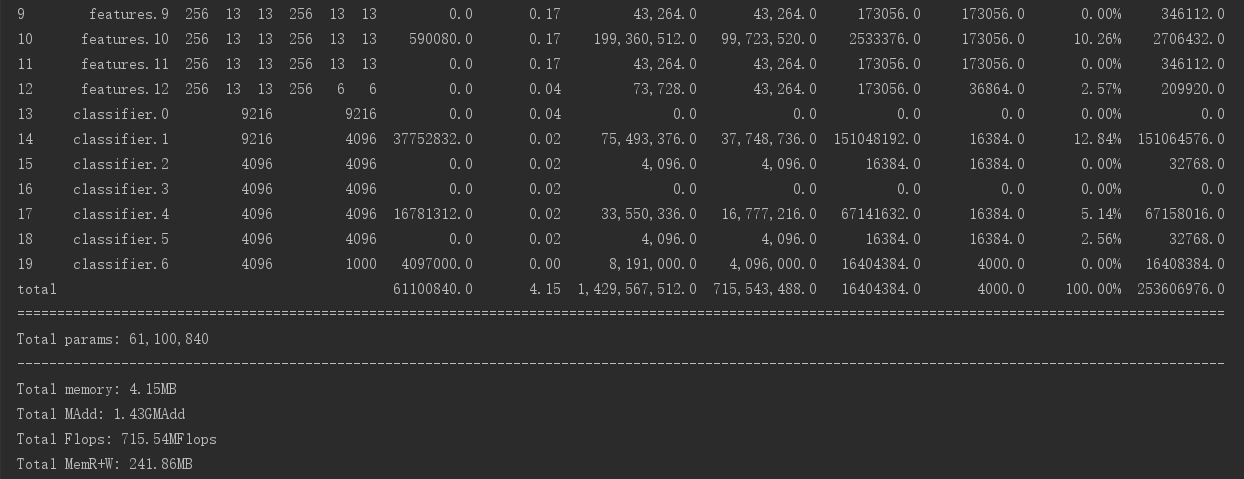 9 features.9 256 13 13 256 13 13 0.0 0.17 43,264.0 43,264.0 173056.0 173056.0 0.00% 346112.0
10 features.10 256 13 13 256 13 13 590080.0 0.17 199,360,512.0 99,723,520.0 2533376.0 173056.0 10.26% 2706432.0
11 features.11 256 13 13 256 13 13 0.0 0.17 43,264.0 43,264.0 173056.0 173056.0 0.00% 346112.0
12 features.12 256 13 13 256 6 6 0.0 0.04 73,728.0 43,264.0 173056.0 36864.0 2.57% 209920.0
13 classifier.0 9216 9216 0.0 0.04 0.0 0.0 0.0 0.0 0.00% 0.0
14 classifier.1 9216 4096 37752832.0 0.02 75,493,376.0 37,748,736.0 151048192.0 16384.0 12.84% 151064576.0
15 classifier.2 4096 4096 0.0 0.02 4,096.0 4,096.0 16384.0 16384.0 0.00% 32768.0
16 classifier.3 4096 4096 0.0 0.02 0.0 0.0 0.0 0.0 0.00% 0.0
17 classifier.4 4096 4096 16781312.0 0.02 33,550,336.0 16,777,216.0 67141632.0 16384.0 5.14% 67158016.0
18 classifier.5 4096 4096 0.0 0.02 4,096.0 4,096.0 16384.0 16384.0 2.56% 32768.0
19 classifier.6 4096 1000 4097000.0 0.00 8,191,000.0 4,096,000.0 16404384.0 4000.0 0.00% 16408384.0
total 61100840.0 4.15 1,429,567,512.0 715,543,488.0 16404384.0 4000.0 100.00% 253606976.0
=======================================================================================================================================================
Total params: 61,100,840
-------------------------------------------------------------------------------------------------------------------------------------------------------
Total memory: 4.15MB
Total MAdd: 1.43GMAdd
Total Flops: 715.54MFlops
Total MemR+W: 241.86MB